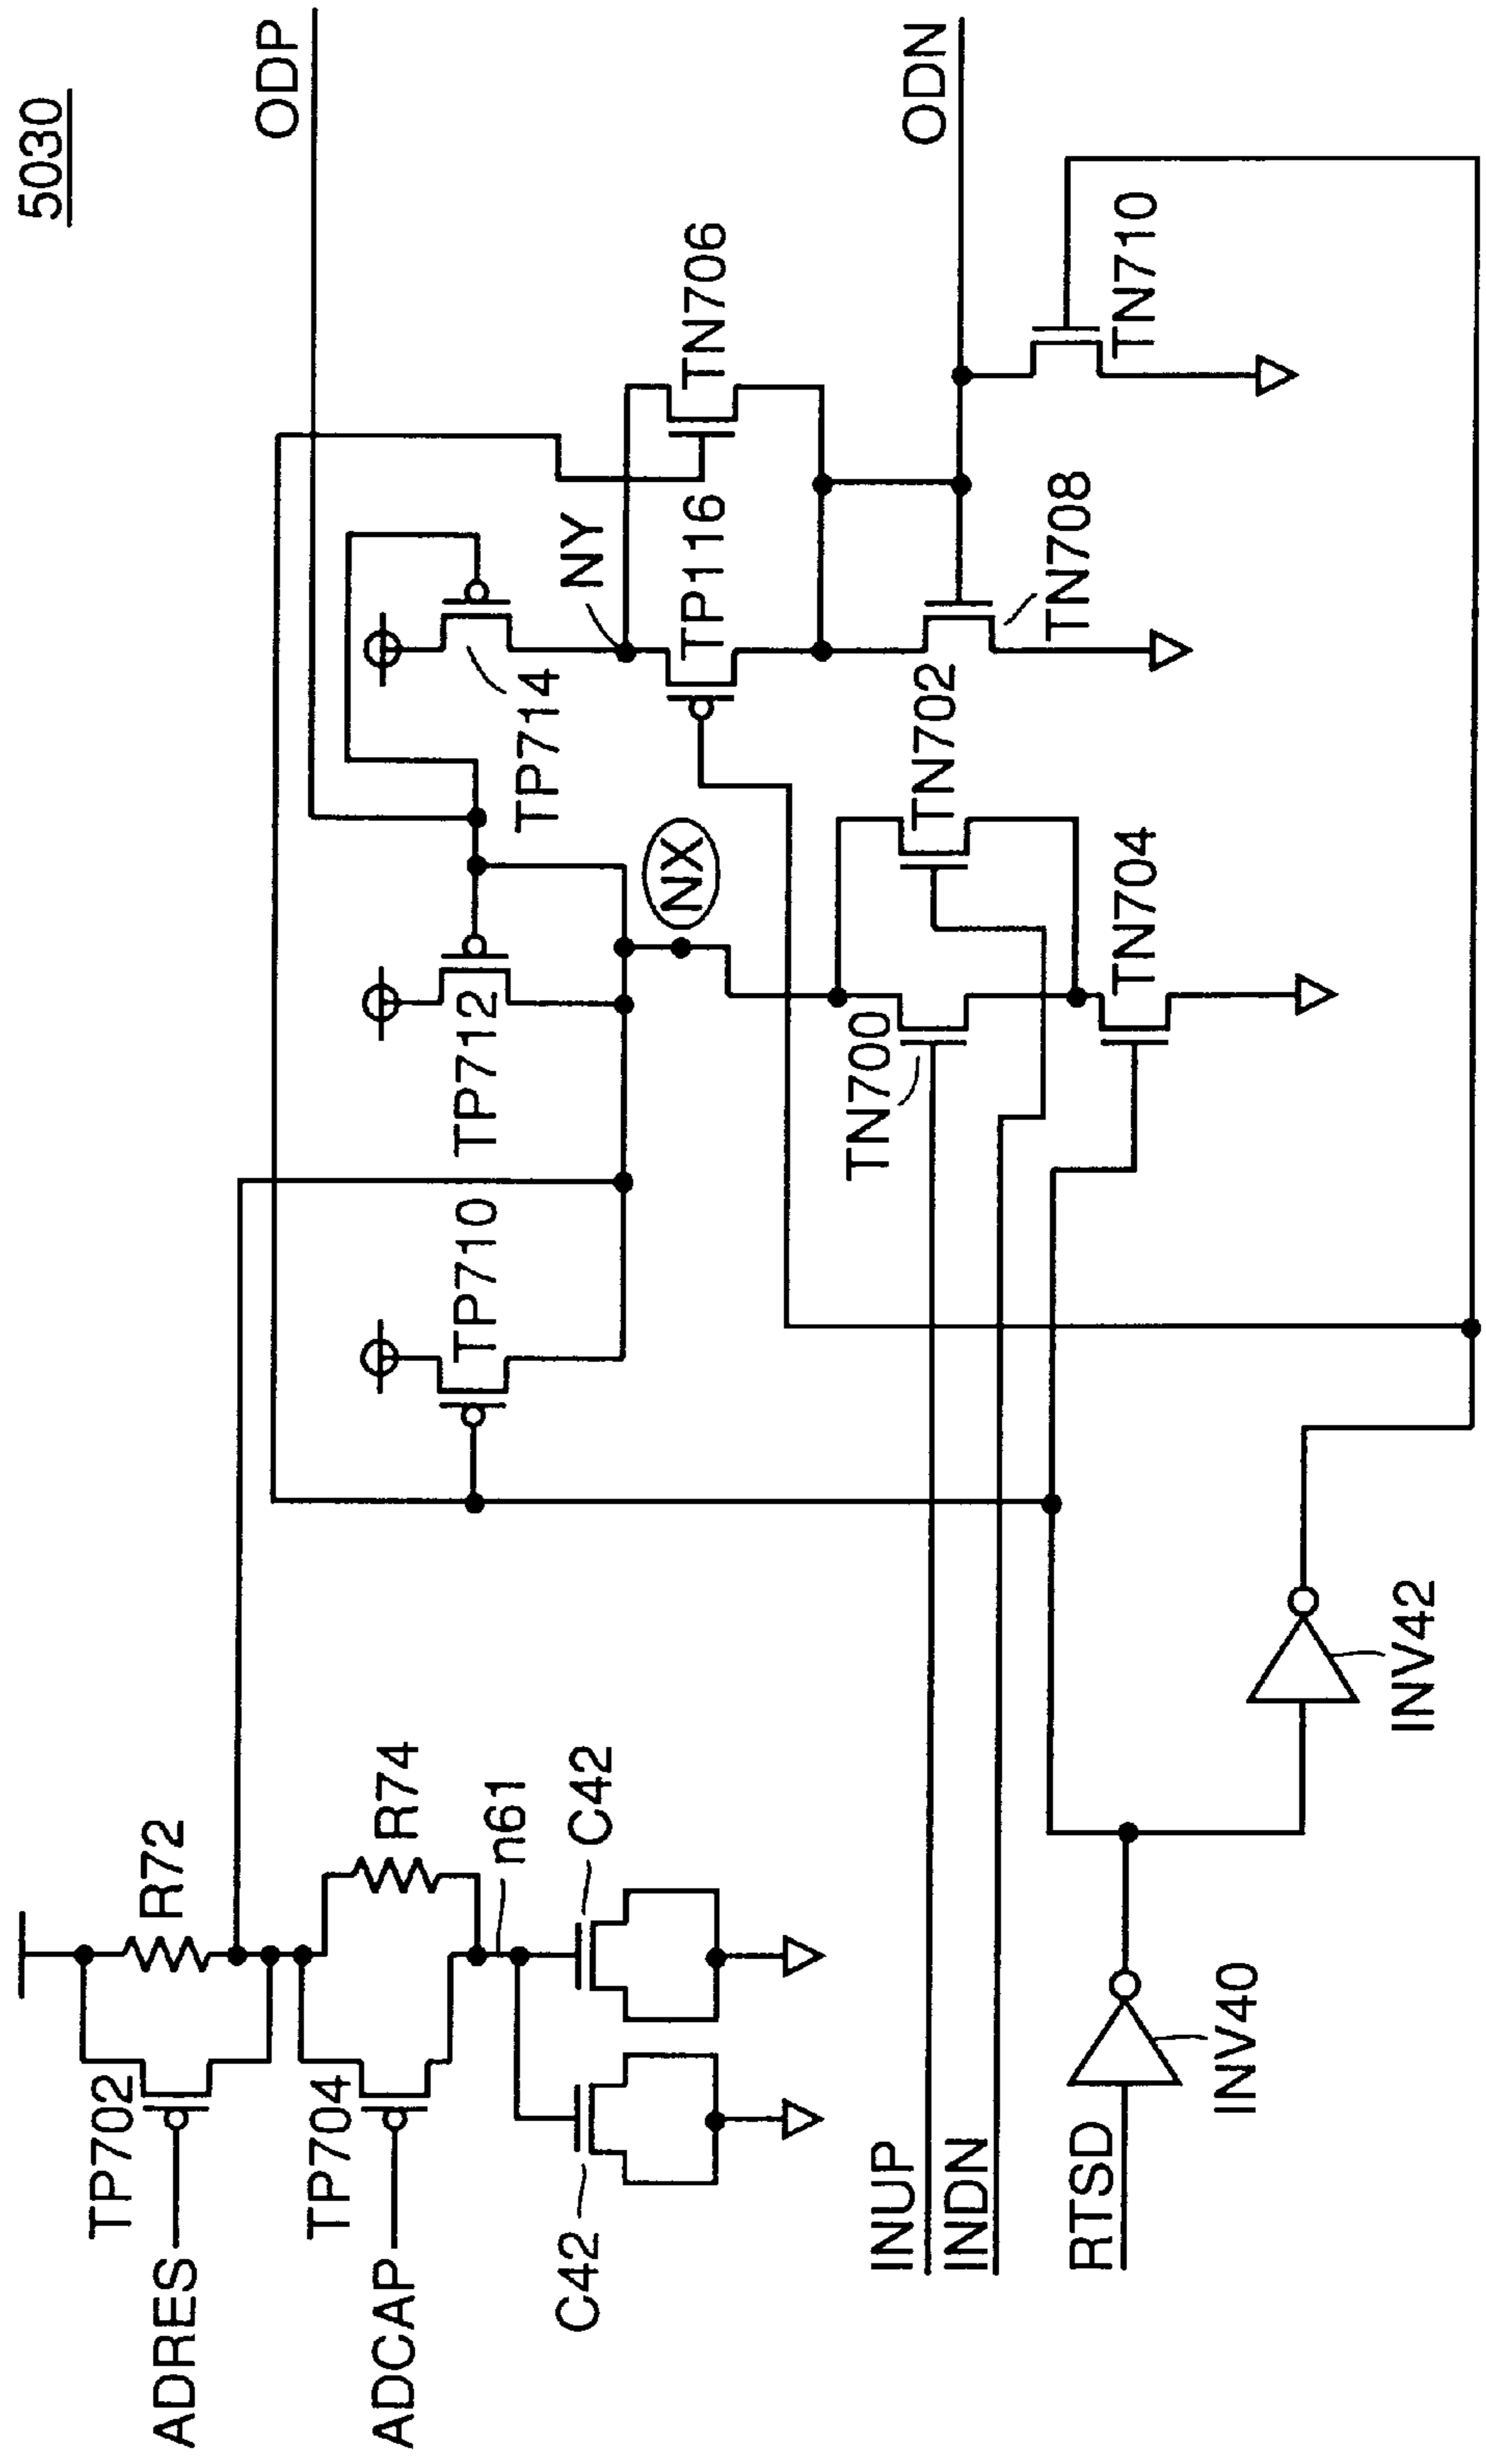 5030
ODP
ODN
TN706
TN710
NY
TP116
TN708
TP714
TN702
NX
TN704
TP712
TN700
TP710
INV42
R72
R74
n61
C42
TP702
TP704
C42
INV40
ADRES
ADCAP
INUP
INDN
RTSD